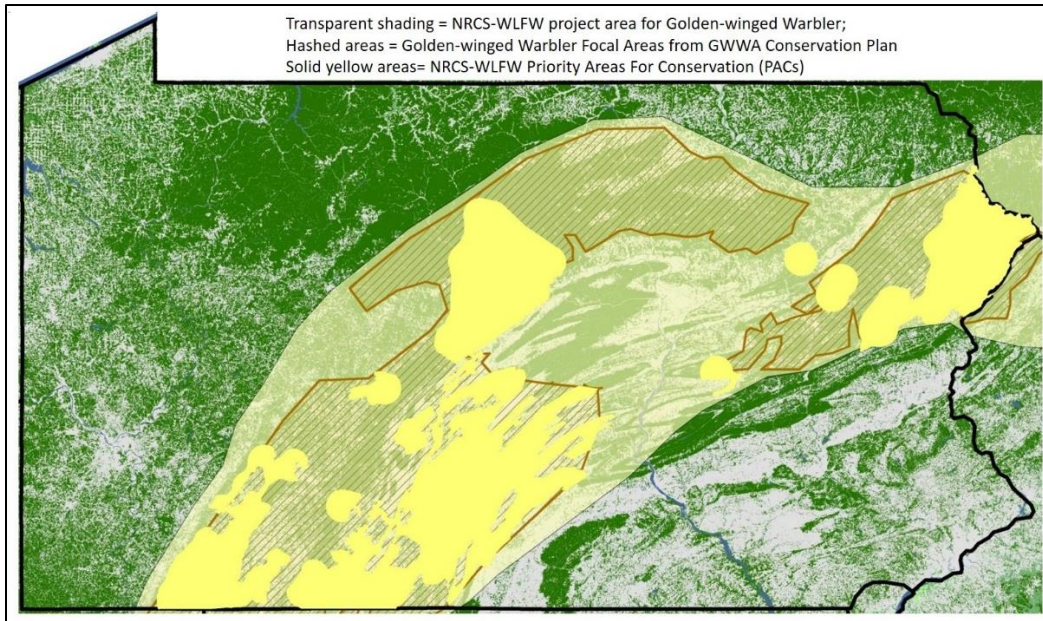 Transparent shading = NRCS-WLFW project area for Golden-winged Warbler;
Hashed areas = Golden-winged Warbler Focal Areas from GWWA Conservation Plan
Solid yellow areas= NRCS-WLFW Priority Areas For Conservation (PACs)